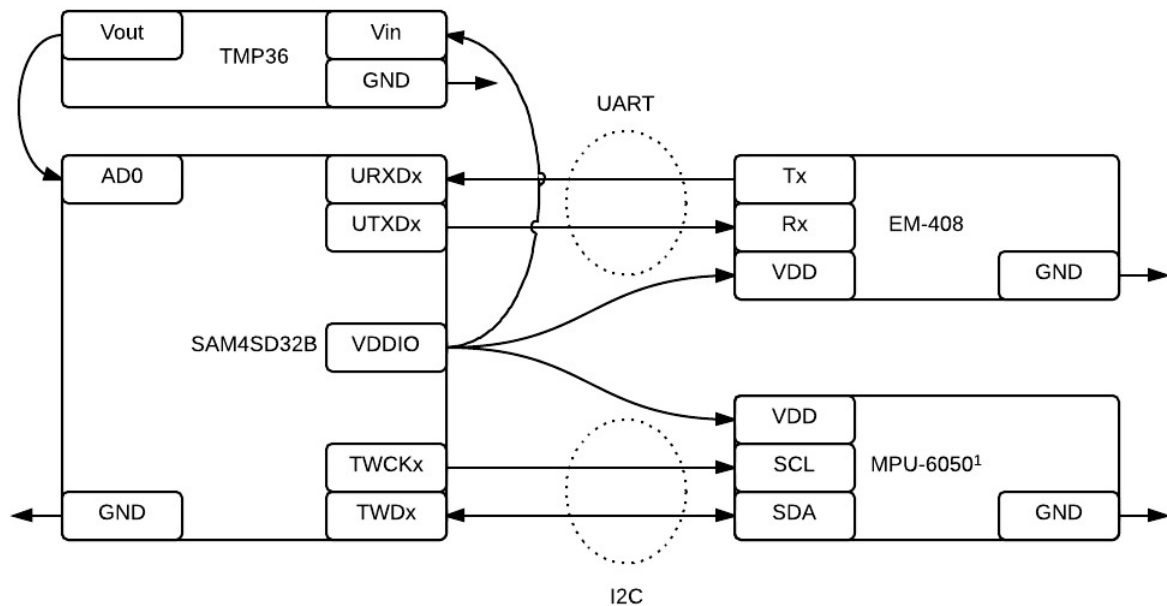 Vout
TMP36
Vin
GND
UART
AD0
URXDx
UTXDx
SAM4SD32B
VDDIO
TWCKx
TWDx
GND
Tx
Rx
EM-408
VDD
GND
VDD
SCL
MPU-6050¹
SDA
GND
I2C